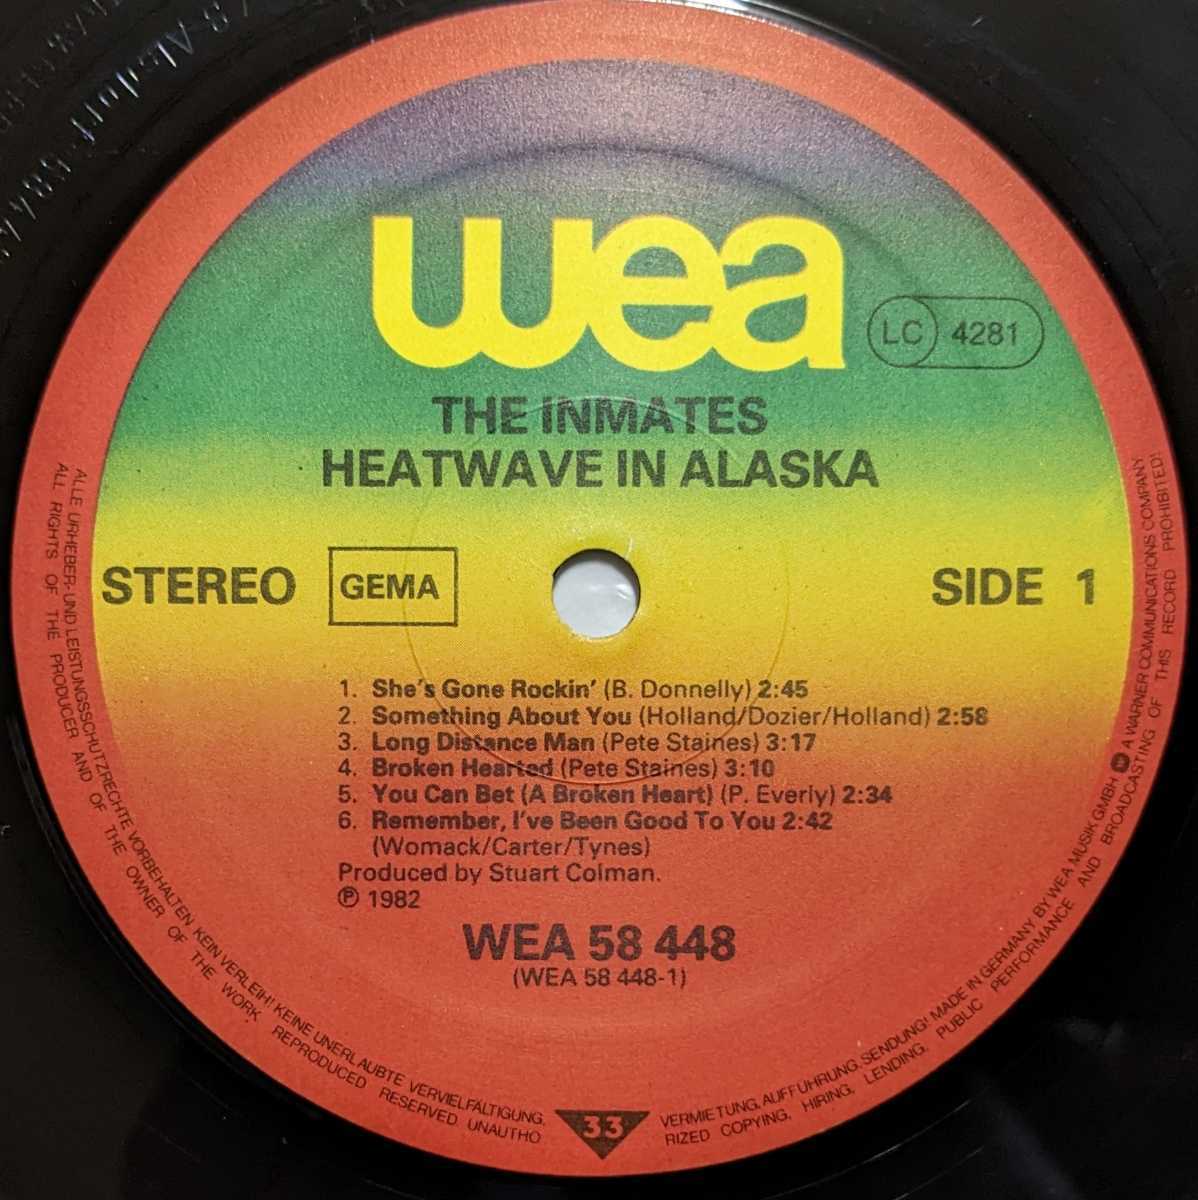 wea
LC 4281
THE INMATES
HEATWAVE IN ALASKA
STEREO GEMA SIDE 1
1. She's Gone Rockin' (B. Donnelly) 2:45
2. Something About You (Holland/Dozier/Holland) 2:58
3. Long Distance Man (Pete Staines) 3:17
4. Broken Hearted (Pete Staines) 3:10
5. You Can Bet (A Broken Heart) (P. Everly) 2:34
6. Remember, I've Been Good To You 2:42
(Womack/Carter/Tynes)
Produced by Stuart Colman.
℗ 1982
WEA 58 448
(WEA 58 448-1)
ALLE URHEBER- UND LEISTUNGSSCHUTZRECHTE VORBEHALTEN KEIN VERLEIH! KEINE UNERLAUBTE VERVIELFÄLTIGUNG, VERMIETUNG, AUFFÜHRUNG, SENDUNG! MADE IN GERMANY BY WEA MUSIK GMBH A WARNER COMMUNICATIONS COMPANY
ALL RIGHTS OF THE PRODUCER AND OF THE OWNER OF THE WORK REPRODUCED RESERVED. UNAUTHORIZED COPYING, HIRING, LENDING, PUBLIC PERFORMANCE AND BROADCASTING OF THIS RECORD PROHIBITED!
33